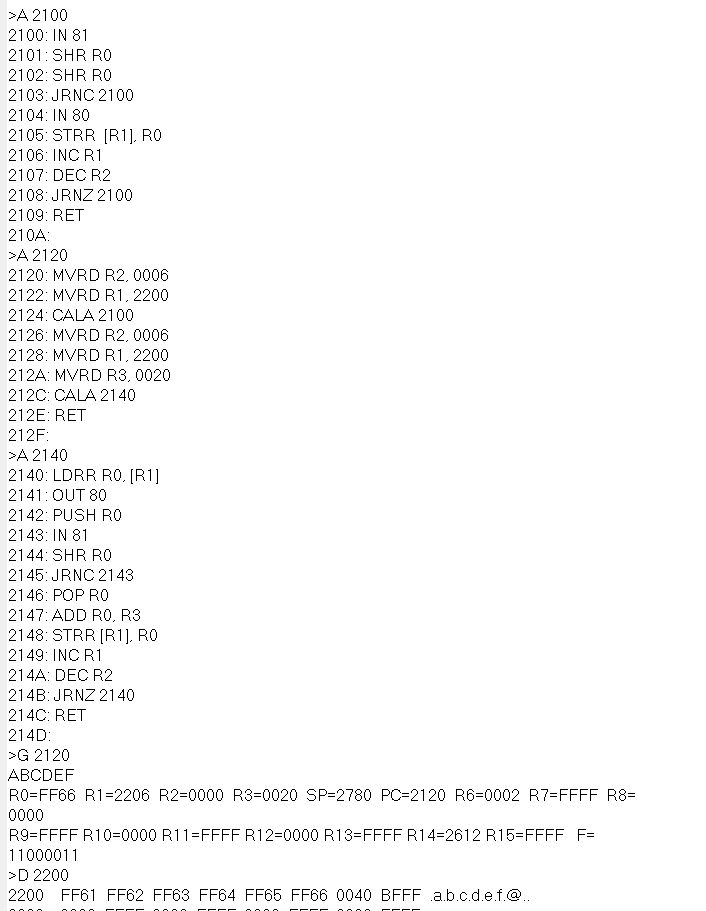 >A 2100
2100: IN 81
2101: SHR R0
2102: SHR R0
2103: JRNC 2100
2104: IN 80
2105: STRR  [R1], R0
2106: INC R1
2107: DEC R2
2108: JRNZ 2100
2109: RET
210A:
>A 2120
2120: MVRD R2, 0006
2122: MVRD R1, 2200
2124: CALA 2100
2126: MVRD R2, 0006
2128: MVRD R1, 2200
212A: MVRD R3, 0020
212C: CALA 2140
212E: RET
212F:
>A 2140
2140: LDRR R0, [R1]
2141: OUT 80
2142: PUSH R0
2143: IN 81
2144: SHR R0
2145: JRNC 2143
2146: POP R0
2147: ADD R0, R3
2148: STRR [R1], R0
2149: INC R1
214A: DEC R2
214B: JRNZ 2140
214C: RET
214D:
>G 2120
ABCDEF
R0=FF66  R1=2206  R2=0000  R3=0020  SP=2780  PC=2120  R6=0002  R7=FFFF  R8=
0000
R9=FFFF R10=0000 R11=FFFF R12=0000 R13=FFFF R14=2612 R15=FFFF   F=
11000011
>D 2200
2200    FF61  FF62  FF63  FF64  FF65  FF66  0040  BFFF  .a.b.c.d.e.f.@..